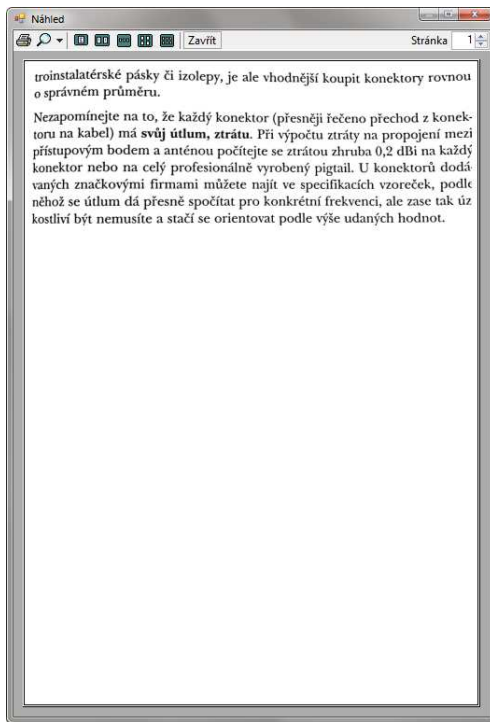 Náhled
Zavřít
Stránka 1
troinstalatérské pásky či izolepy, je ale vhodnější koupit konektory rovnou
o správném průměru.
Nezapomínejte na to, že každý konektor (přesněji řečeno přechod z konek-
toru na kabel) má svůj útlum, ztrátu. Při výpočtu ztráty na propojení mezi
přístupovým bodem a anténou počítejte se ztrátou zhruba 0,2 dBi na každý
konektor nebo na celý profesionálně vyrobený pigtail. U konektorů dodá-
vaných značkovými firmami můžete najít ve specifikacích vzoreček, podle
něhož se útlum dá přesně spočítat pro konkrétní frekvenci, ale zase tak úz
kostliví být nemusíte a stačí se orientovat podle výše udaných hodnot.